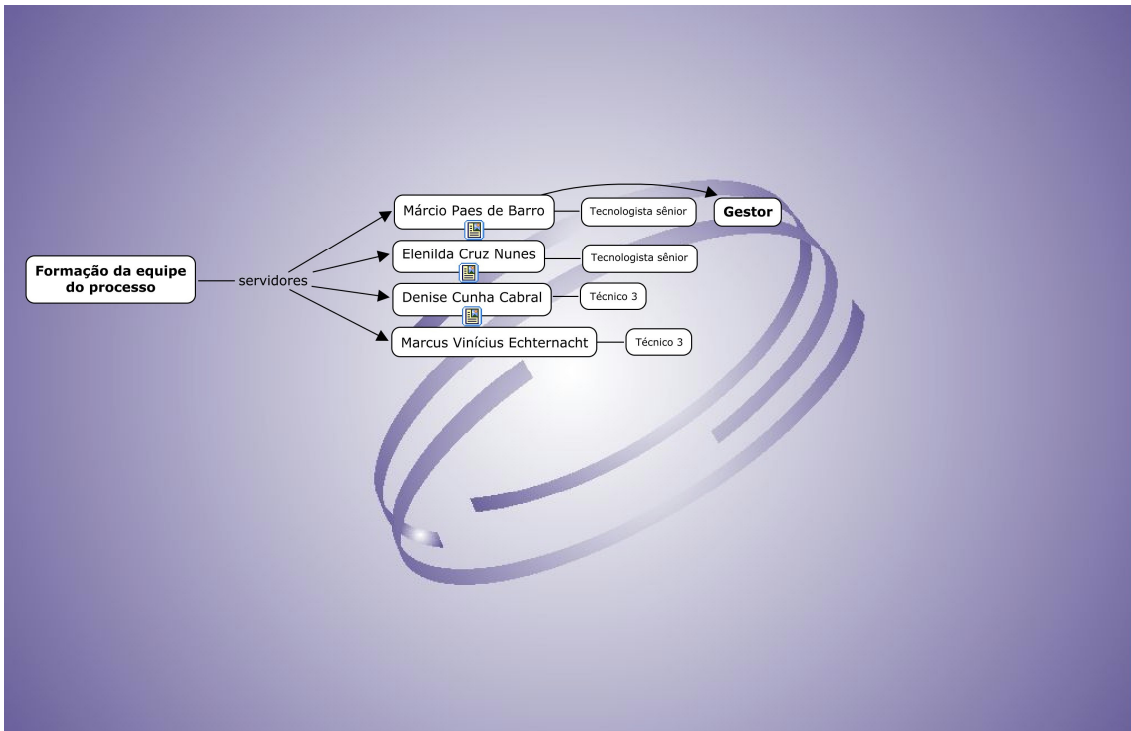 Formação da equipe
do processo
servidores
Márcio Paes de Barro
Tecnologista sênior
Gestor
Elenilda Cruz Nunes
Tecnologista sênior
Denise Cunha Cabral
Técnico 3
Marcus Vinícius Echternacht
Técnico 3